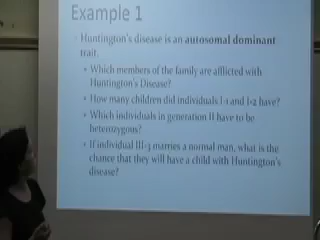 Example 1
Huntington's disease is an autosomal dominant
trait.
• Which members of the family are afflicted with
Huntington's Disease?
• How many children did individuals I-1 and I-2 have?
• Which individuals in generation II have to be
heterozygous?
• If individual III-3 marries a normal man, what is the
chance that they will have a child with Huntington's
disease?